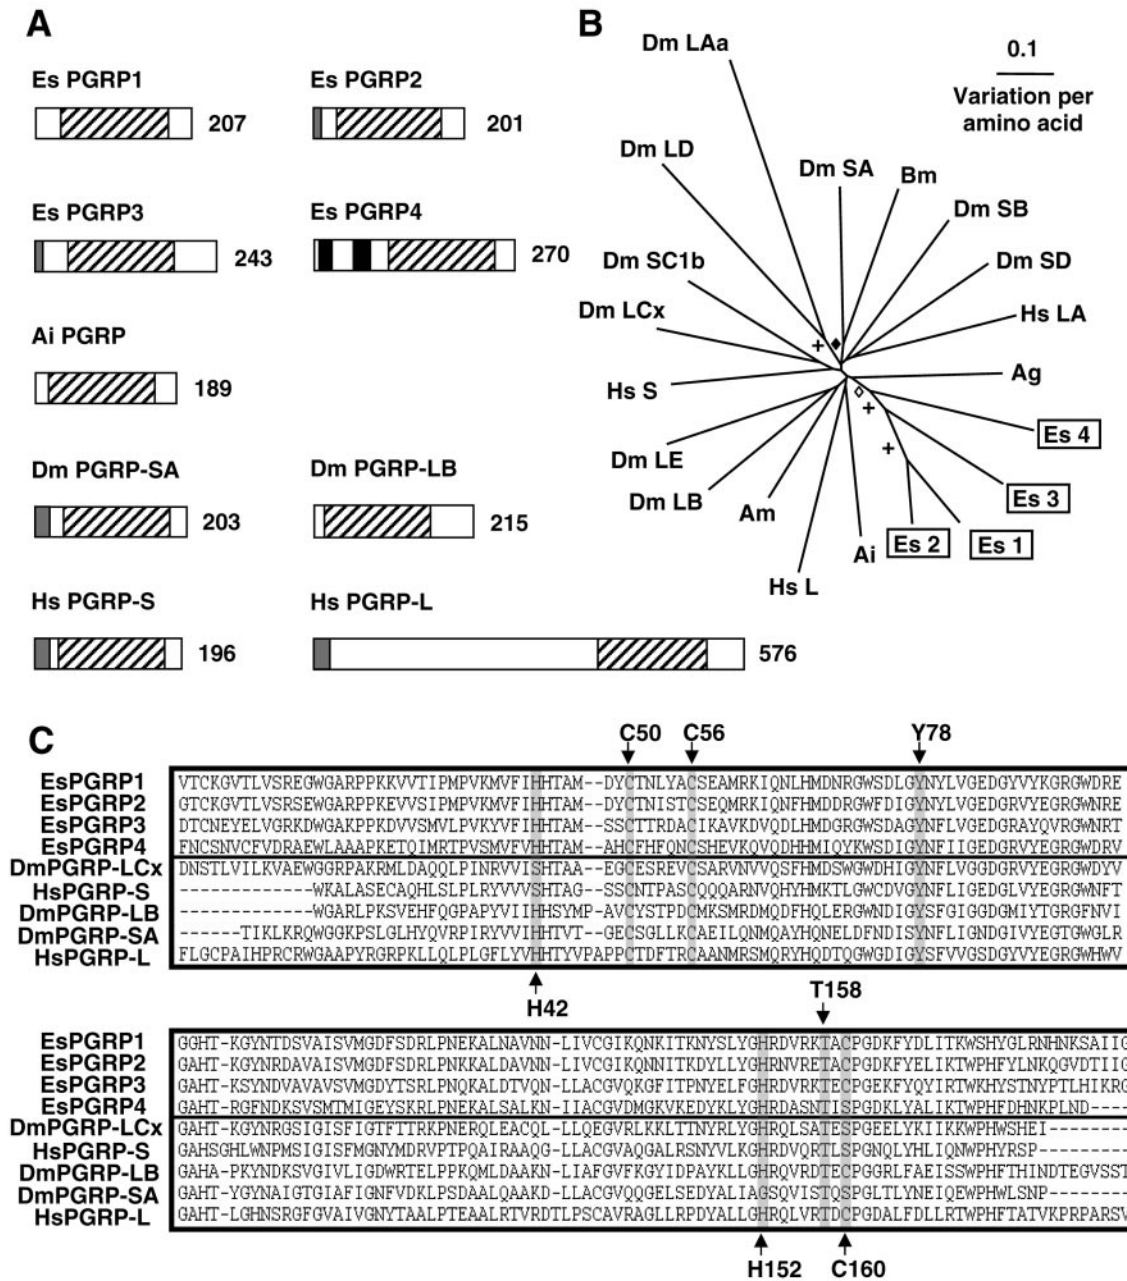 A
Es PGRP1
207
Es PGRP2
201
Es PGRP3
243
Es PGRP4
270
Ai PGRP
189
Dm PGRP-SA
203
Dm PGRP-LB
215
Hs PGRP-S
196
Hs PGRP-L
576
B
0.1
Variation per
amino acid
Dm LAa
Dm LD
Dm SA
Bm
Dm SB
Dm SC1b
Dm SD
Dm LCx
Hs LA
Hs S
Ag
Es 4
Dm LE
Es 3
Dm LB
Am
Es 2
Es 1
Ai
Hs L
C
C50 C56 Y78
EsPGRP1 VTCKGVTLVSREGWGARPPKKVVTIPMPVKMVFIHHTAM--DYCTNLYACSEAMRKIQNLHMDNRGWSDLGYNYLVGEDGYVYKGRGWDRE
EsPGRP2 GTCKGVTLVSRSEWGARPPKEVVSIPMPVKMVFIHHTAM--DYCTNISTCSEQMRKIQNFHMDDRGWFDIGYNYLVGEDGRVYEGRGWDRE
EsPGRP3 DTCNEYELVGRKDWGAKPPKDVVSMVLPVKYVFIHHTAM--SSCTTRDACIKAVKDVQDLHMDGRGWSDAGYNFLVGEDGRAYQVRGWNRT
EsPGRP4 FNCSNVCFVDRAEWLAAAPKETQIMRTPVSMVFVHHTAM--AHCFHFQNCSHEVKQVQDHHMIQYKWSDIGYNFLVGEDGRVYEGRGWDRV
DmPGRP-LCx DNSTLVILKVAEWGGRPAKRMLDAQQLPINRVVISHTAA--EGCESREVCSARVNVVQSFHMDSWGWDHIGYNFLVGGDGRVYEGRGWDYV
HsPGRP-S -------------WKALASECAQHLSLPLRYVVVSHTAG--SSCNTPASCQQQARNVQHYHMKTLGWCDVGYNFLIGEDGLVYEGRGWNFT
DmPGRP-LB -------------WGARLPKSVEHFQGPAPYVIIHHSYMP-AVCYSTPDCMKSMRDMQDFHQLERGWNDIGYSFGIGGDGMIYTGRGFNVI
DmPGRP-SA ------TIKLKRQWGGKPSLGLHYQVRPIRYVVIHHTVT--GECSGLLKCAEILQNMQAYHQNELDFNDISYNFLIGNDGIVYEGTGWGLR
HsPGRP-L FLGCPAIHPRCRWGAAPYRGRPKLLQLPLGFLYVHHTYVPAPPCTDFTRCAANMRSMQRYHQDTQGWGDIGYSFVVGSDGYVYEGRGWHWV
H42
T158
EsPGRP1 GGHT-KGYNTDSVAISVMGDFSDRLPNEKALNAVNN-LIVCGIKQNKITKNYSLYGHRDVRKTACPGDKFYDLITKWSHYGLRNHQNKSAIIG
EsPGRP2 GAHT-KGYNRDAVAISVMGDFSDRLPNEKALDAVNN-LIVCGIKQNKITKDYLLYGHRNVRETACPGDKFYELIKTWPHFYLNKQGVDTIIG
EsPGRP3 GAHT-KSYNDVAVAVSVMGDYTSRLPNQKALDTVQN-LLACGVQKGFITPNYELFGHRDVRKTECPGEKFYQYIRTWKHYSTNYPTLHIKRG
EsPGRP4 GAHT-RGFNDKSVSMTMIGEYSKRLPNEKALSALKN-IIACGVDMGKVKEDYKLYGHRDASNTISPGDKLYALIKTWPHFDHNKPLND----
DmPGRP-LCx GAHT-KGYNRGSIGISFIGTFTTRKPNERQLEACQL-LLQEGVRLKKLTTNYRLYGHRQLSATESPGEELYKIIKKWPHWSHEI--------
HsPGRP-S GAHSGHLWNPMSIGISFMGNYMDRVPTPQAIRAAQG-LLACGVAQGALRSNYVLKGHRDVQRTLSPGNQLYHLIQNWPHYRSP---------
DmPGRP-LB GAHA-PKYNDKSVGIVLIGDWRTELPPKQMLDAAKN-LIAFGVFKGYIDPAYKLLGHRQVRDTECPGGRLFAEISSWPHFTHINDTEGVSST
DmPGRP-SA GAHT-YGYNAIGTGIAFIGNFVDKLPSDAALQAAKD-LLACGVQQGELSEDYALIAGSQVISTQSPGLTLYNEIQEWPHWLSNP--------
HsPGRP-L GAHT-LGHNSRGFGVAIVGNYTAALPTEAALRTVRDTLPSCAVRAGLLRPDYALLGHRQLVRTDCPGDALFDLLRTWPHFTATVKPRPARSV
H152 C160